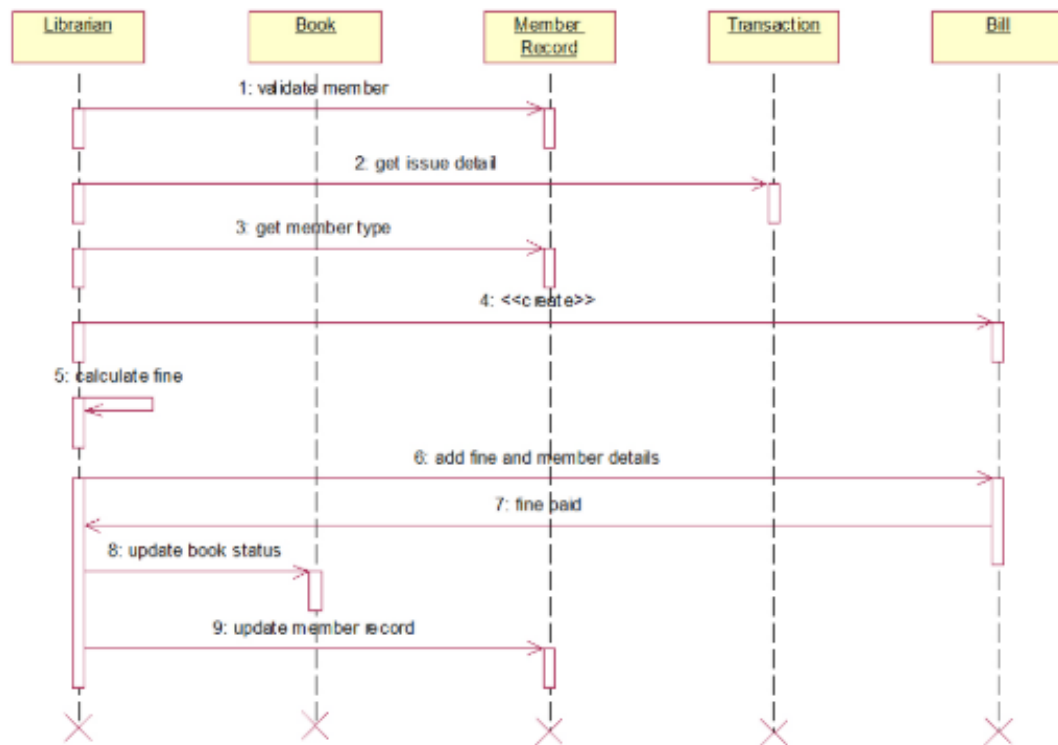 Librarian
Book
Member
Record
Transaction
Bill
1: validate member
2: get issue detail
3: get member type
4: <<create>>
5: calculate fine
6: add fine and member details
7: fine paid
8: update book status
9: update member record